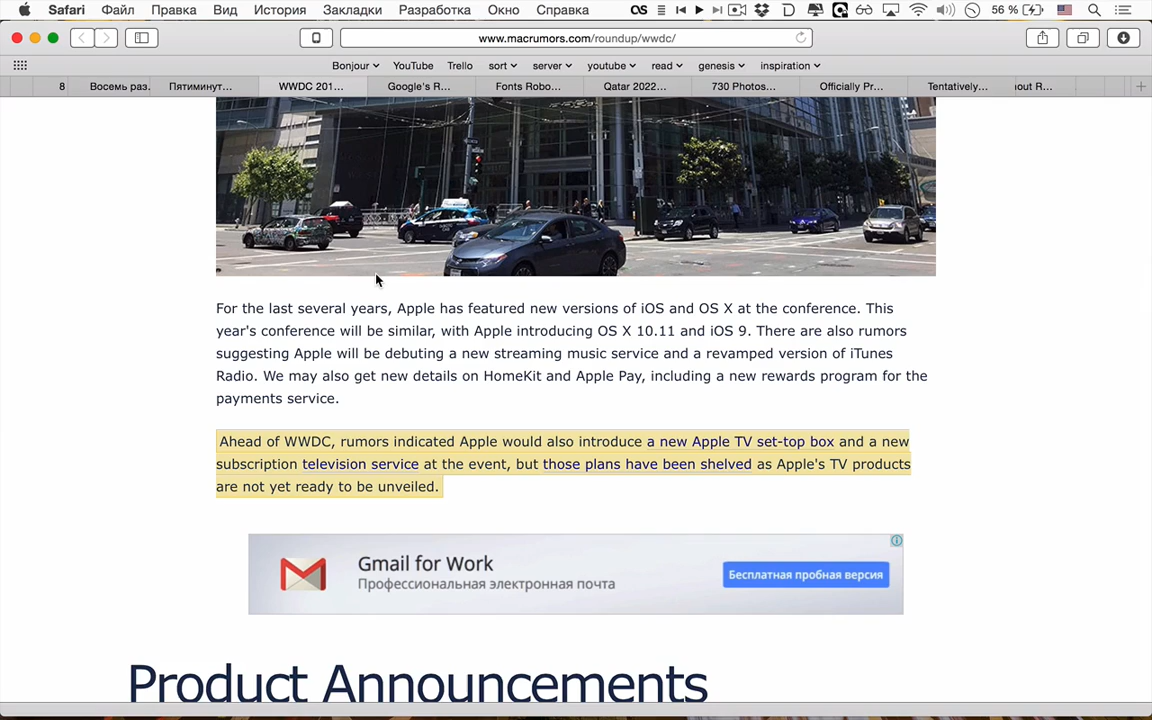 Safari Файл Правка Вид История Закладки Разработка Окно Справка 56 %
www.macrumors.com/roundup/wwdc/
Bonjour YouTube Trello sort server youtube read genesis inspiration
8 Восемь раз. Пятиминут... WWDC 201... Google's R... Fonts Robo... Qatar 2022... 730 Photos... Officially Pr... Tentatively... out R...
For the last several years, Apple has featured new versions of iOS and OS X at the conference. This
year's conference will be similar, with Apple introducing OS X 10.11 and iOS 9. There are also rumors
suggesting Apple will be debuting a new streaming music service and a revamped version of iTunes
Radio. We may also get new details on HomeKit and Apple Pay, including a new rewards program for the
payments service.
Ahead of WWDC, rumors indicated Apple would also introduce a new Apple TV set-top box and a new
subscription television service at the event, but those plans have been shelved as Apple's TV products
are not yet ready to be unveiled.
Gmail for Work
Профессиональная электронная почта
Бесплатная пробная версия
Product Announcements